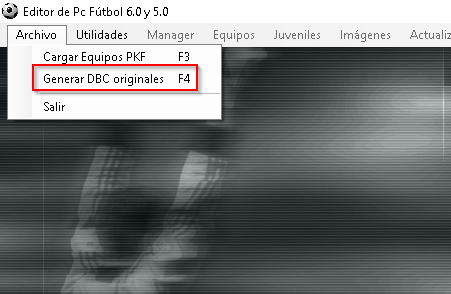 Editor de Pc Fútbol 6.0 y 5.0
Archivo Utilidades Manager Equipos Juveniles Imágenes Actualiz
Cargar Equipos PKF F3
Generar DBC originales F4
Salir